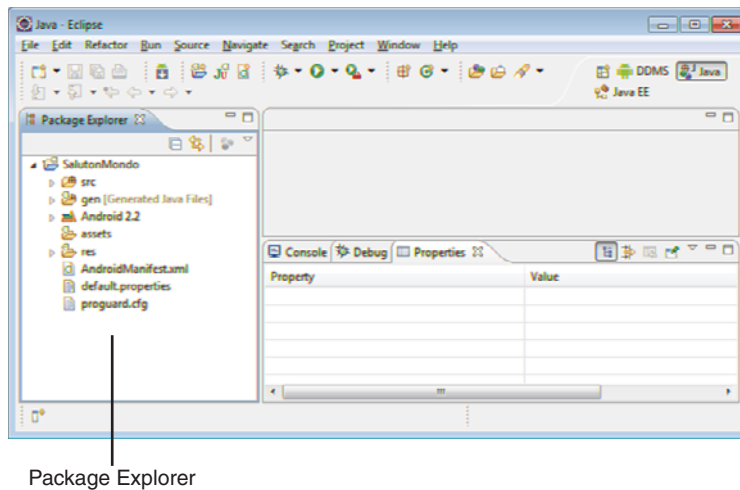 Java - Eclipse
File Edit Refactor Run Source Navigate Search Project Window Help
DDMS Java
Java EE
Package Explorer
SalutonMondo
src
gen [Generated Java Files]
Android 2.2
assets
res
AndroidManifest.xml
default.properties
proguard.cfg
Console Debug Properties
Property Value
Package Explorer